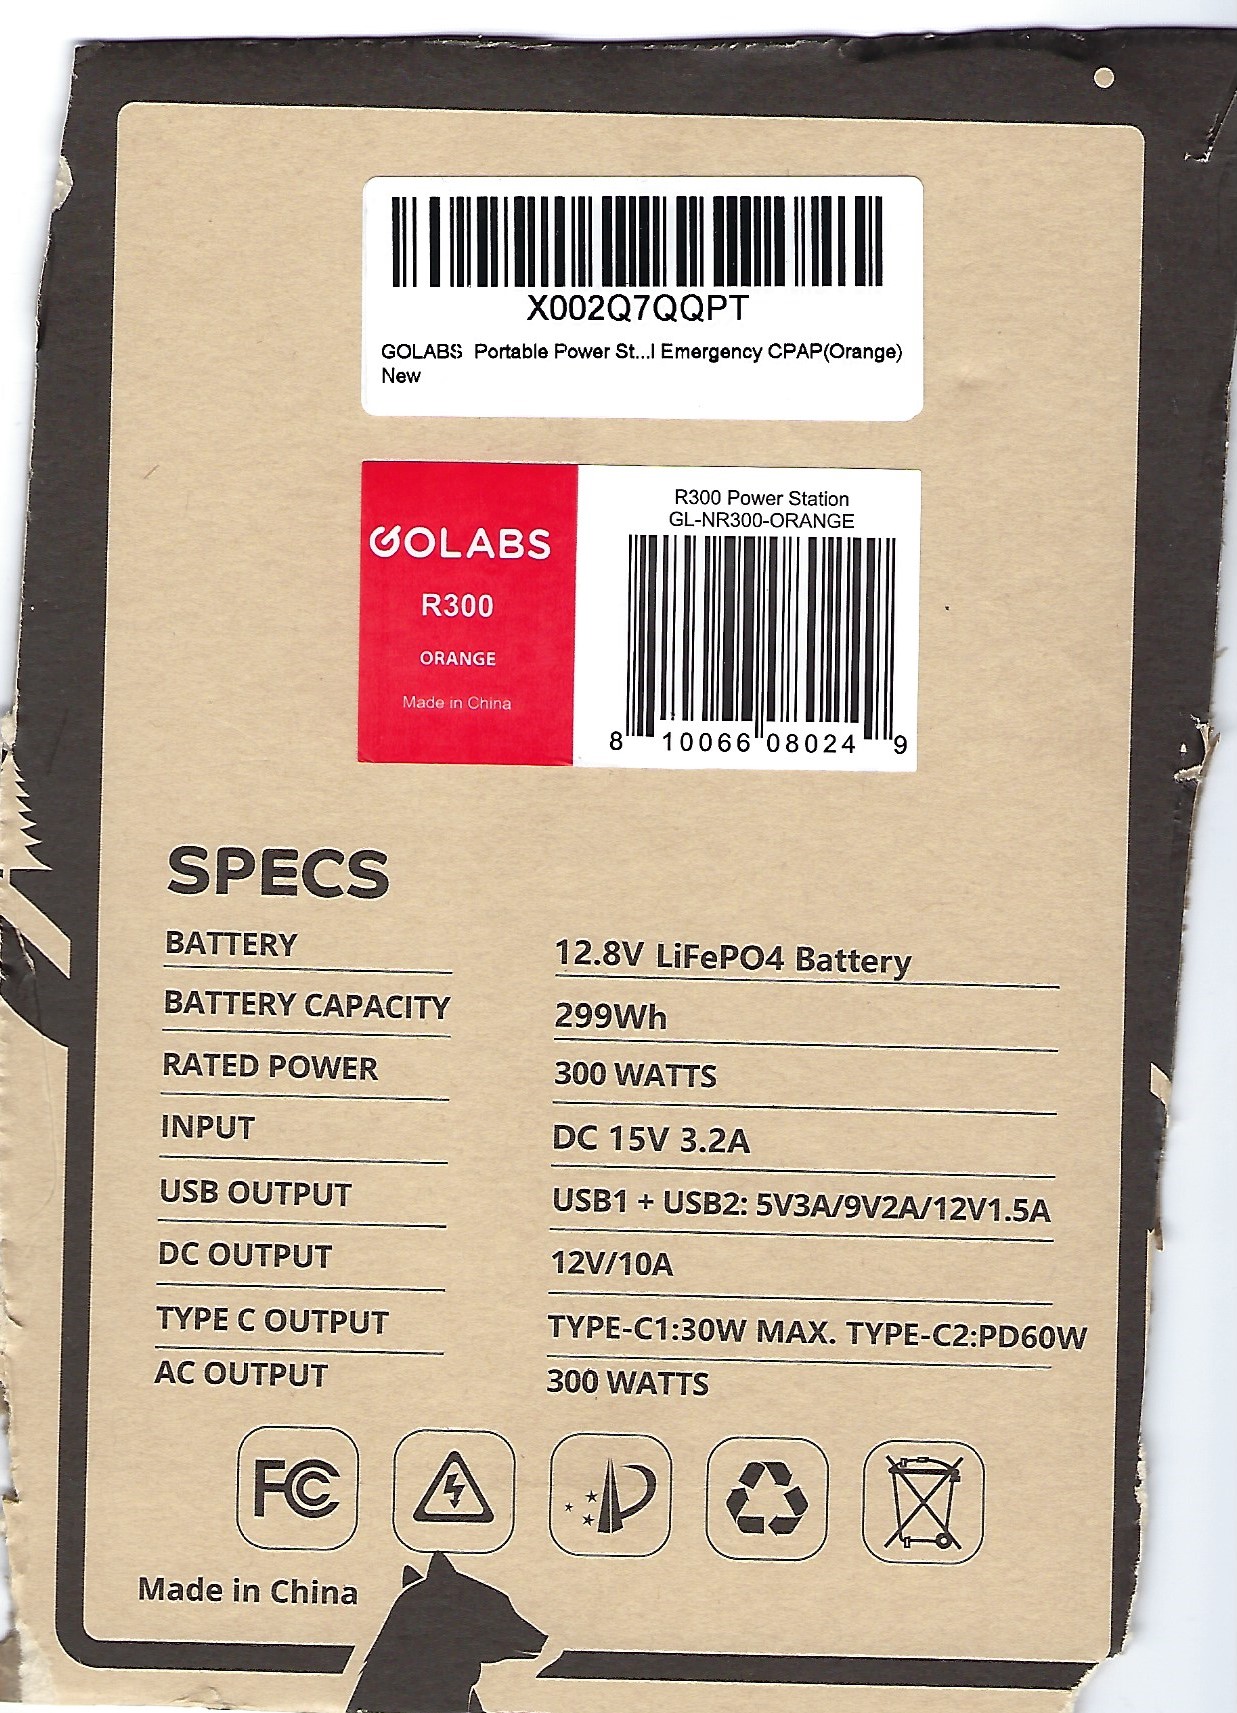 X002Q7QQPT
GOLABS Portable Power St...l Emergency CPAP(Orange)
New
GOLABS
R300
ORANGE
Made in China
R300 Power Station
GL-NR300-ORANGE
8 10066 08024 9
SPECS
BATTERY 12.8V LiFePO4 Battery
BATTERY CAPACITY 299Wh
RATED POWER 300 WATTS
INPUT DC 15V 3.2A
USB OUTPUT USB1 + USB2: 5V3A/9V2A/12V1.5A
DC OUTPUT 12V/10A
TYPE C OUTPUT TYPE-C1:30W MAX. TYPE-C2:PD60W
AC OUTPUT 300 WATTS
FC
Made in China